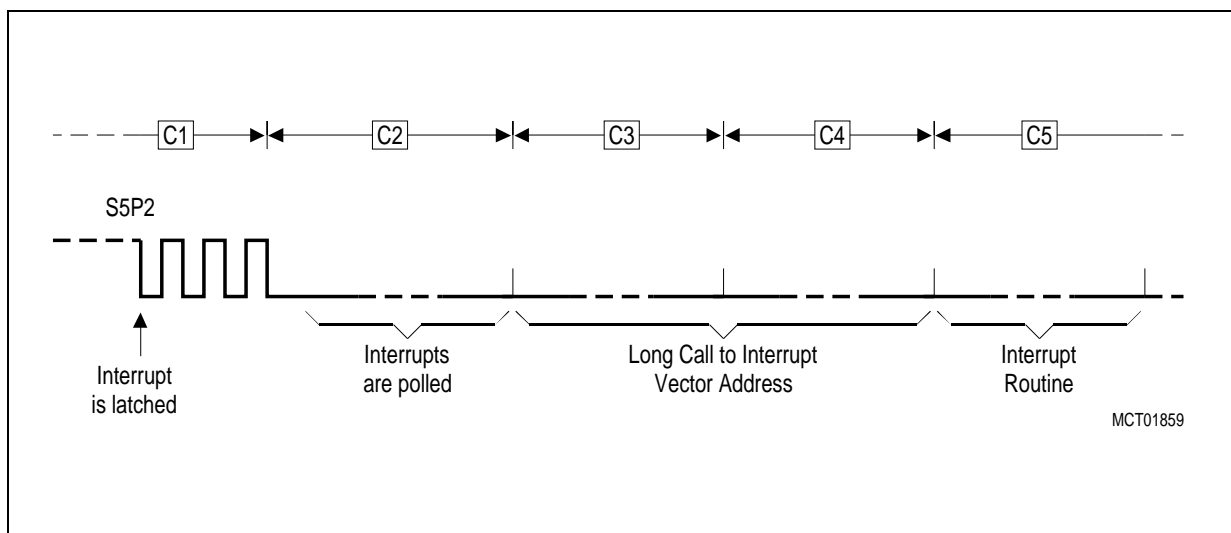 C1 C2 C3 C4 C5
S5P2
Interrupt
is latched
Interrupts
are polled
Long Call to Interrupt
Vector Address
Interrupt
Routine
MCT01859